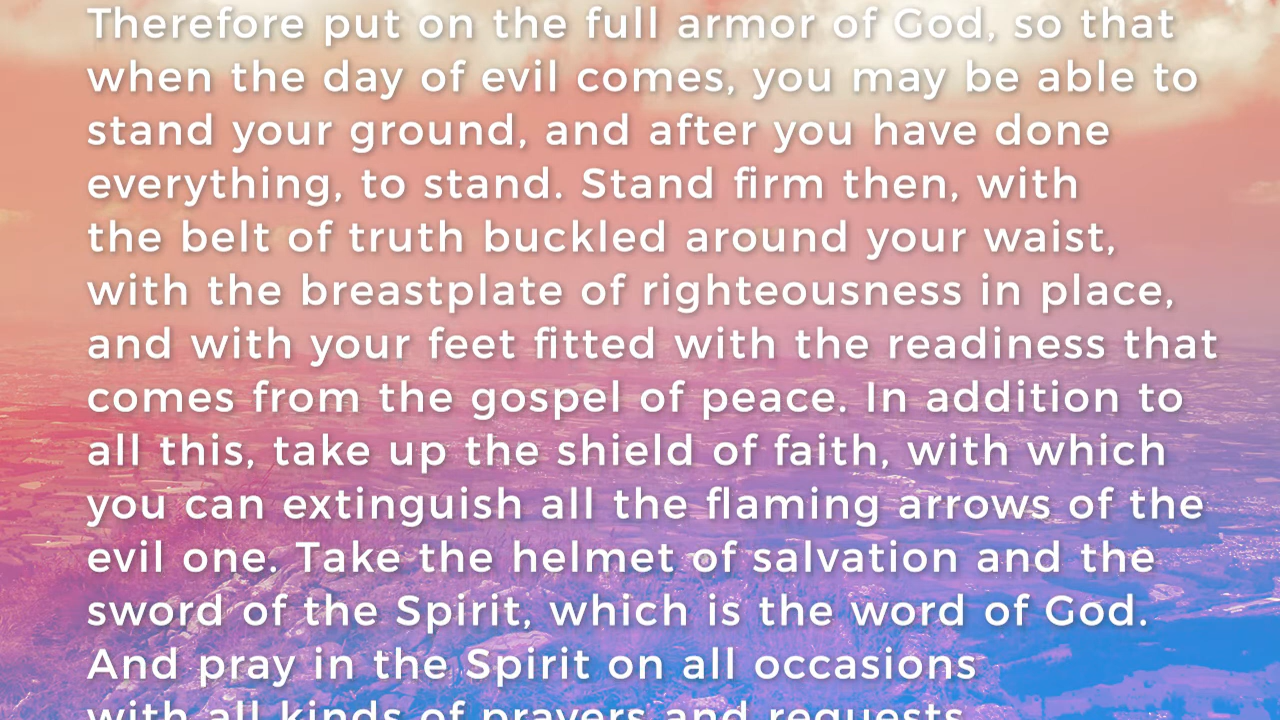 Therefore put on the full armor of God, so that
when the day of evil comes, you may be able to
stand your ground, and after you have done
everything, to stand. Stand firm then, with
the belt of truth buckled around your waist,
with the breastplate of righteousness in place,
and with your feet fitted with the readiness that
comes from the gospel of peace. In addition to
all this, take up the shield of faith, with which
you can extinguish all the flaming arrows of the
evil one. Take the helmet of salvation and the
sword of the Spirit, which is the word of God.
And pray in the Spirit on all occasions
with all kinds of prayers and requests